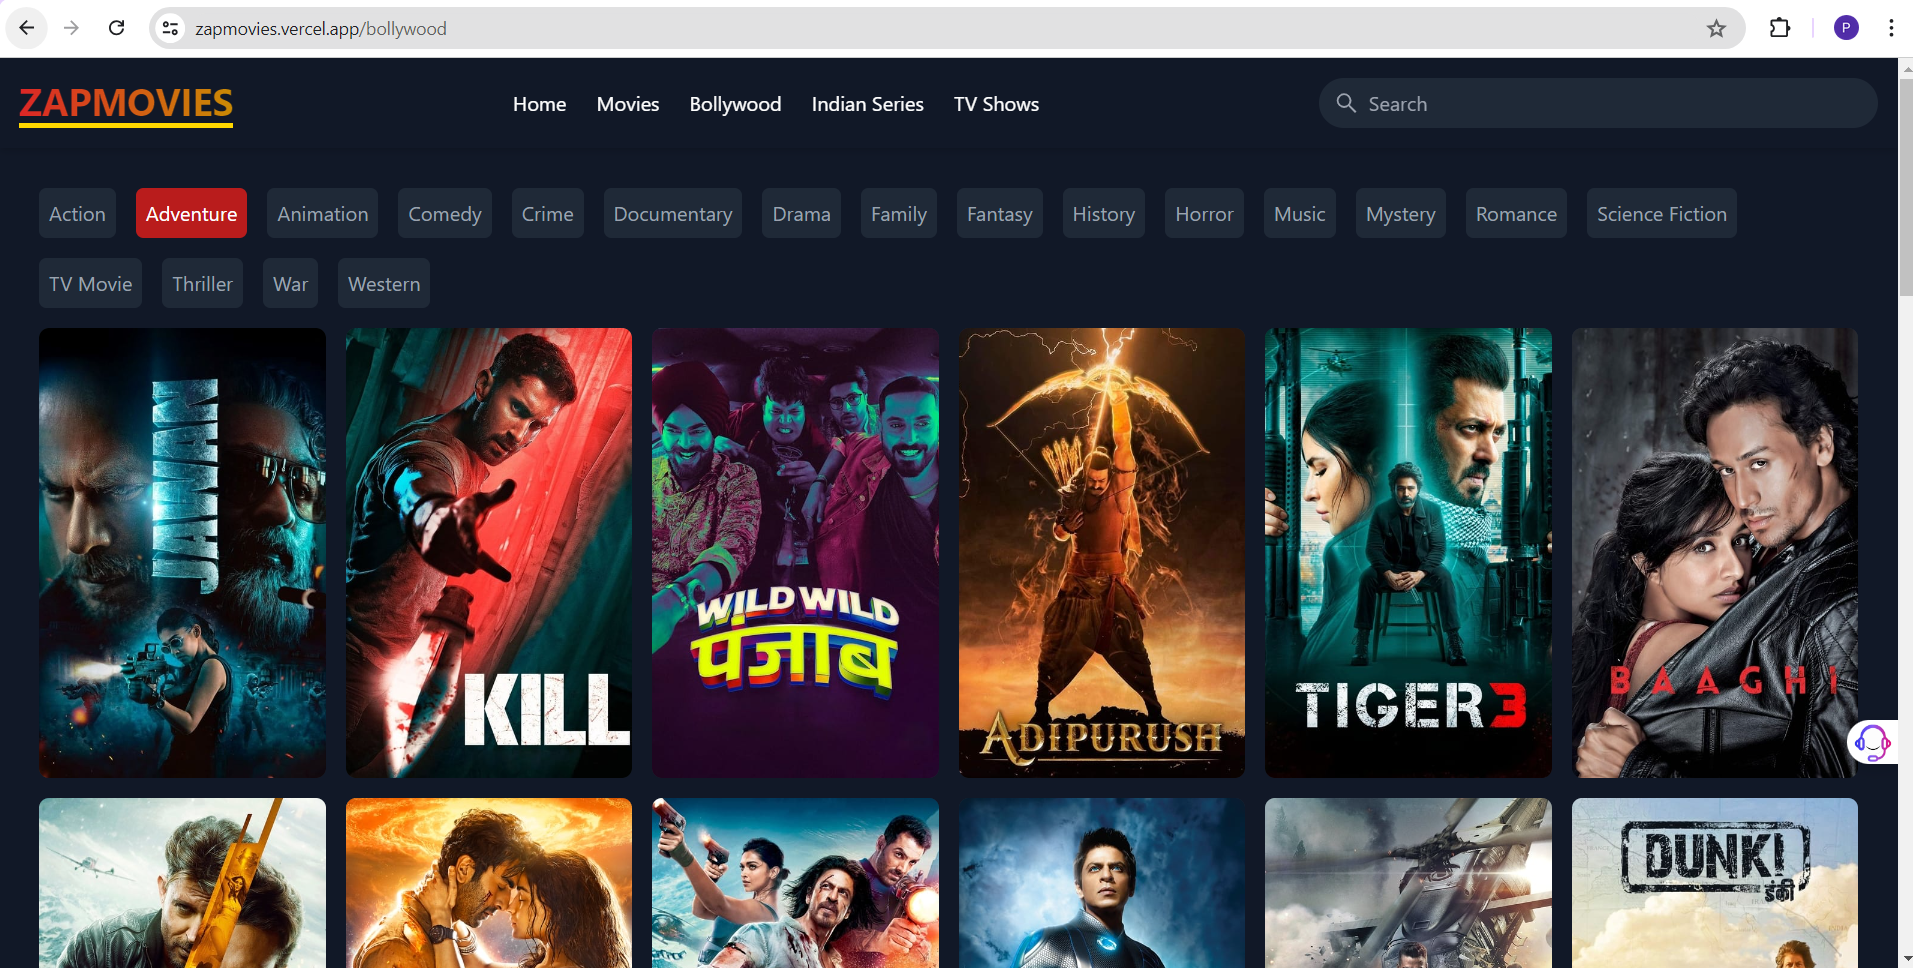 zapmovies.vercel.app/bollywood
P
ZAPMOVIES
Home Movies Bollywood Indian Series TV Shows
Search
Action Adventure Animation Comedy Crime Documentary Drama Family Fantasy History Horror Music Mystery Romance Science Fiction
TV Movie Thriller War Western
JAWAN
KILL
WILD WILD
पंजाब
ADIPURUSH
TIGER 3
BAAGHI
DUNKI
डंकी